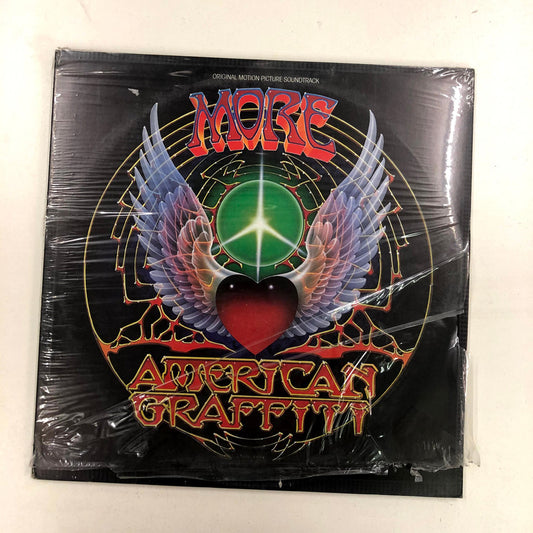 ORIGINAL MOTION PICTURE SOUNDTRACK
MORE
AMERICAN
GRAFFITI